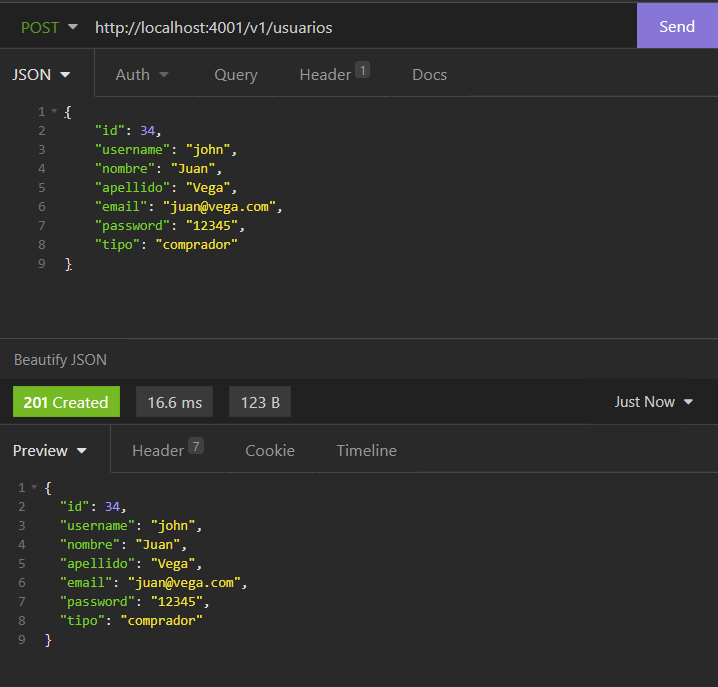 POST http://localhost:4001/v1/usuarios Send
JSON Auth Query Header 1 Docs
1 {
2 "id": 34,
3 "username": "john",
4 "nombre": "Juan",
5 "apellido": "Vega",
6 "email": "juan@vega.com",
7 "password": "12345",
8 "tipo": "comprador"
9 }
Beautify JSON
201 Created 16.6 ms 123 B Just Now
Preview Header 7 Cookie Timeline
1 {
2 "id": 34,
3 "username": "john",
4 "nombre": "Juan",
5 "apellido": "Vega",
6 "email": "juan@vega.com",
7 "password": "12345",
8 "tipo": "comprador"
9 }